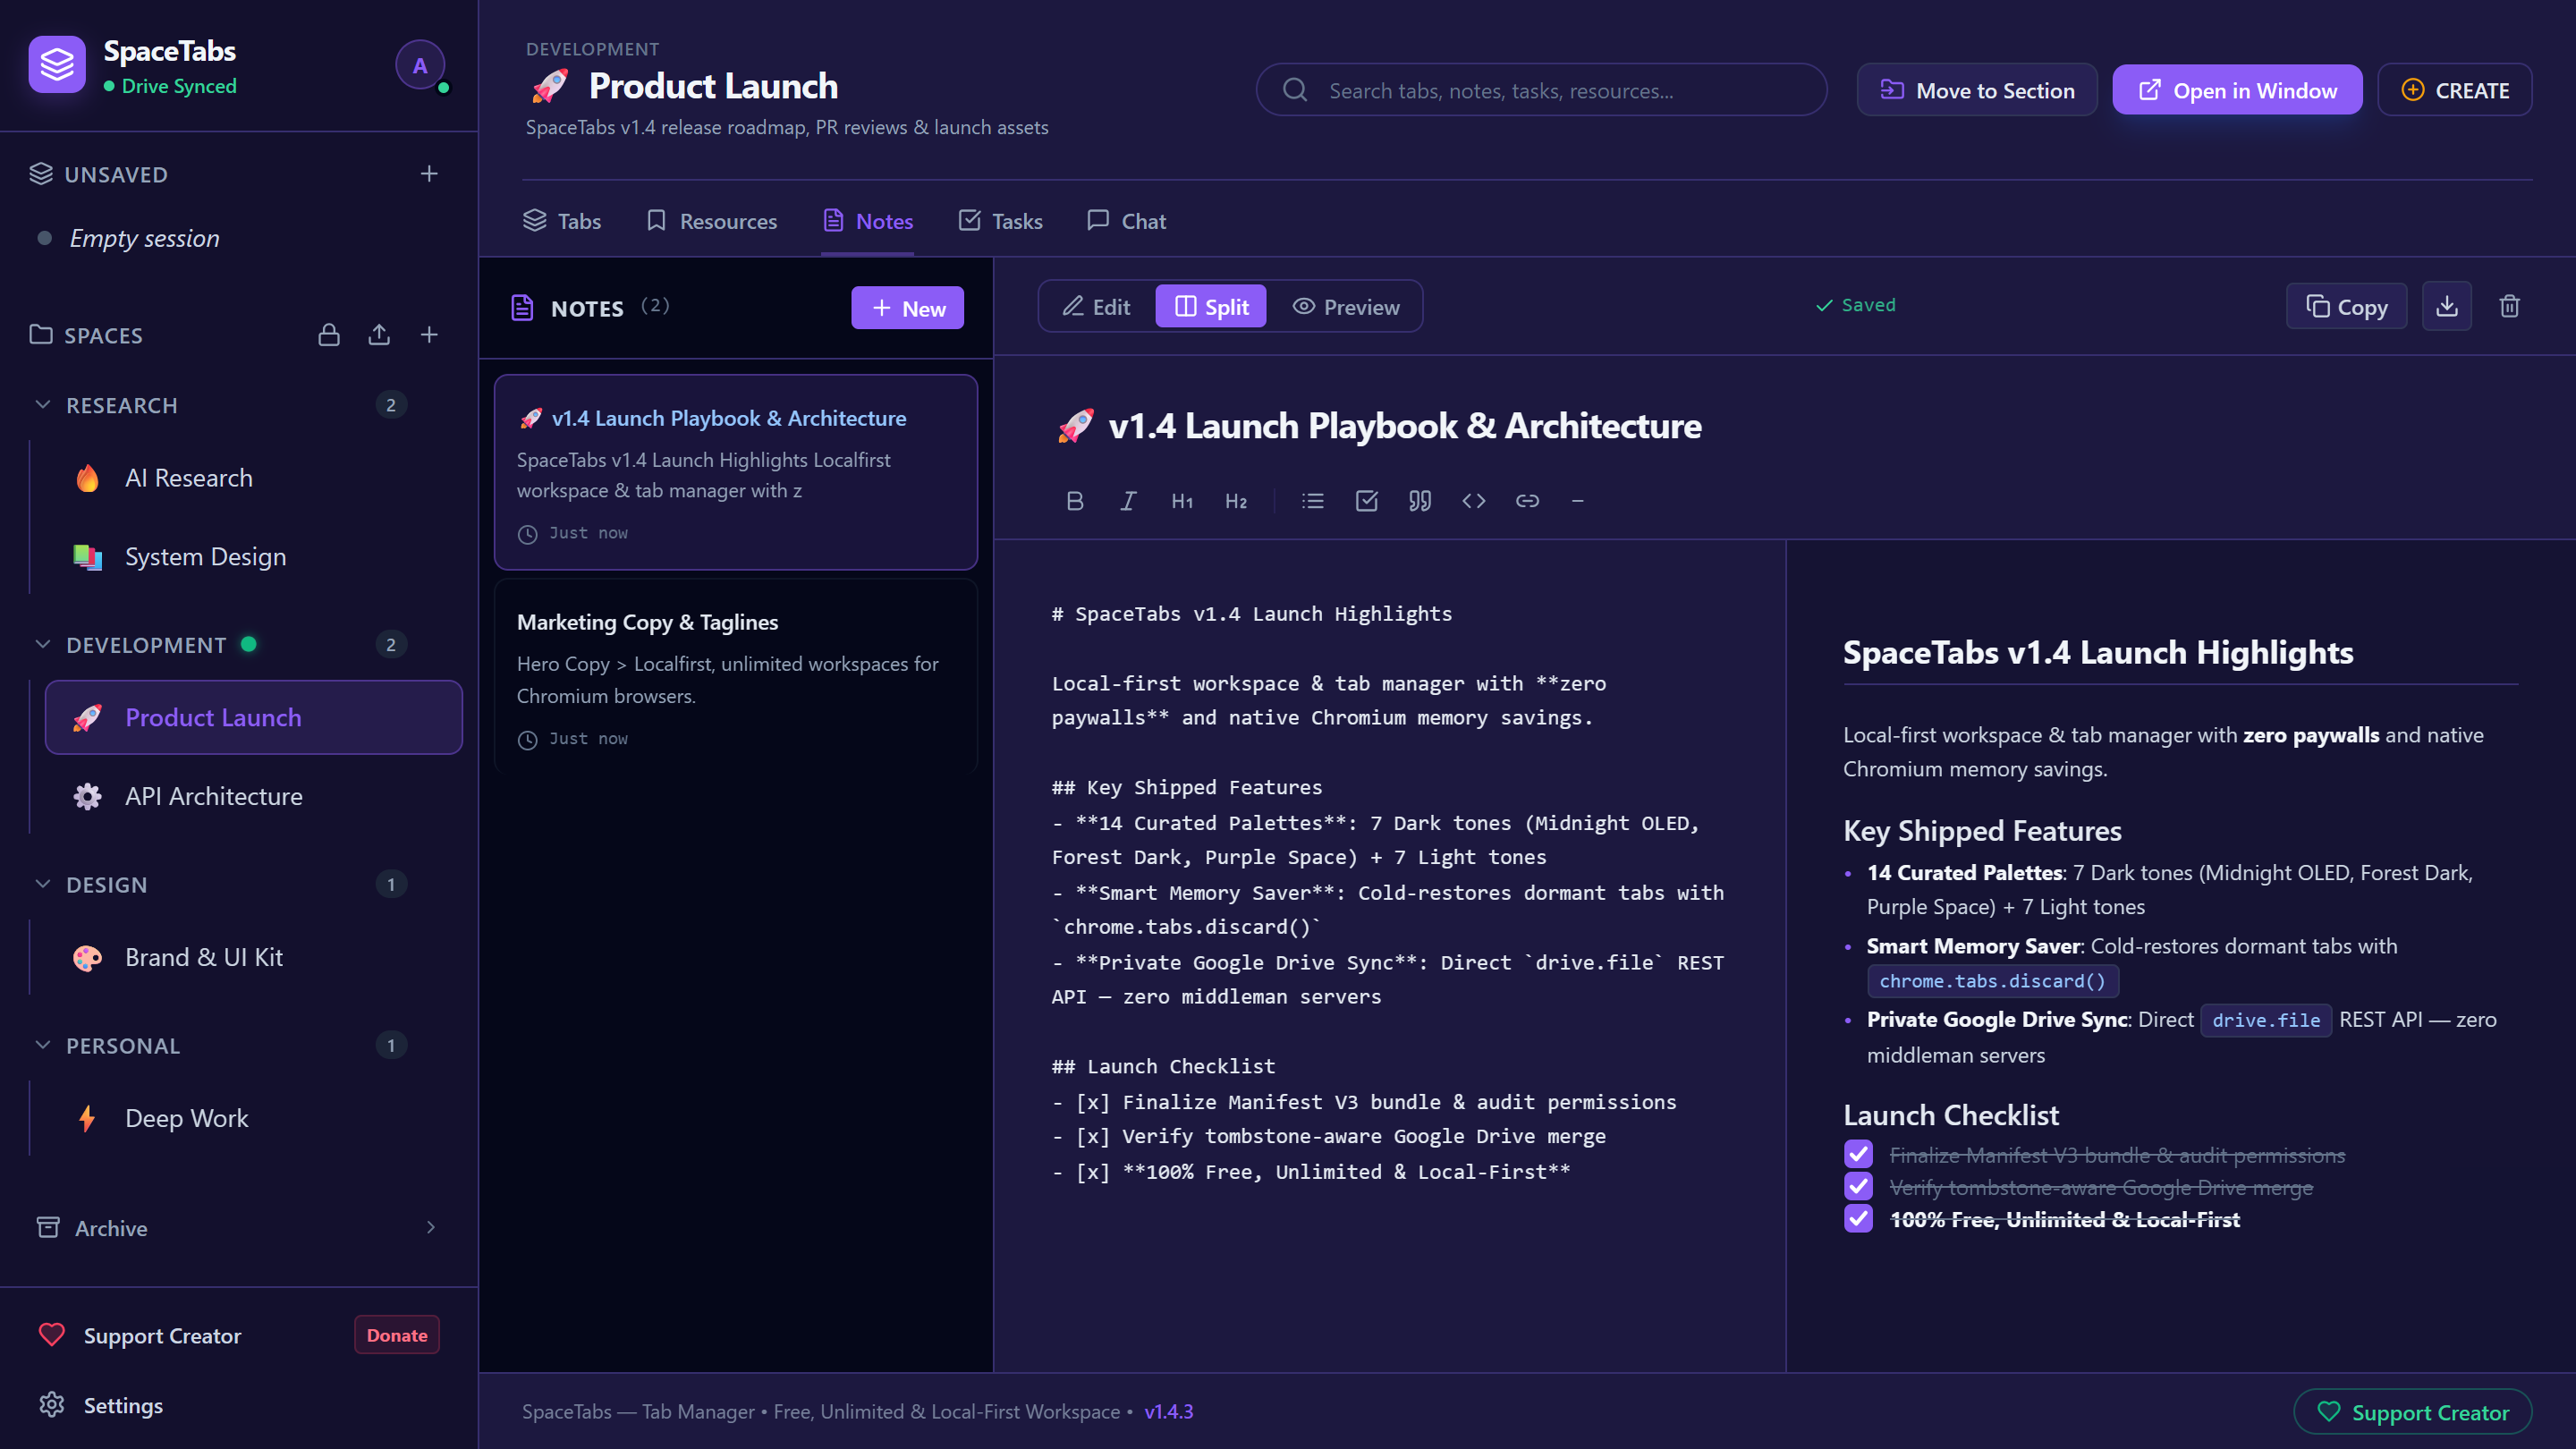 SpaceTabs
Drive Synced
A
UNSAVED
Empty session
SPACES
RESEARCH 2
AI Research
System Design
DEVELOPMENT 2
Product Launch
API Architecture
DESIGN 1
Brand & UI Kit
PERSONAL 1
Deep Work
Archive
Support Creator Donate
Settings
DEVELOPMENT
🚀 Product Launch
SpaceTabs v1.4 release roadmap, PR reviews & launch assets
Search tabs, notes, tasks, resources...
Move to Section
Open in Window
CREATE
Tabs Resources Notes Tasks Chat
NOTES (2)
+ New
🚀 v1.4 Launch Playbook & Architecture
SpaceTabs v1.4 Launch Highlights Localfirst
workspace & tab manager with z
Just now
Marketing Copy & Taglines
Hero Copy > Localfirst, unlimited workspaces for
Chromium browsers.
Just now
Edit Split Preview
Saved
Copy
🚀 v1.4 Launch Playbook & Architecture
B I H1 H2
# SpaceTabs v1.4 Launch Highlights
Local-first workspace & tab manager with **zero
paywalls** and native Chromium memory savings.
## Key Shipped Features
- **14 Curated Palettes**: 7 Dark tones (Midnight OLED,
Forest Dark, Purple Space) + 7 Light tones
- **Smart Memory Saver**: Cold-restores dormant tabs with
`chrome.tabs.discard()`
- **Private Google Drive Sync**: Direct `drive.file` REST
API — zero middleman servers
## Launch Checklist
- [x] Finalize Manifest V3 bundle & audit permissions
- [x] Verify tombstone-aware Google Drive merge
- [x] **100% Free, Unlimited & Local-First**
SpaceTabs v1.4 Launch Highlights
Local-first workspace & tab manager with zero paywalls and native
Chromium memory savings.
Key Shipped Features
• 14 Curated Palettes: 7 Dark tones (Midnight OLED, Forest Dark,
Purple Space) + 7 Light tones
• Smart Memory Saver: Cold-restores dormant tabs with
chrome.tabs.discard()
• Private Google Drive Sync: Direct drive.file REST API — zero
middleman servers
Launch Checklist
Finalize Manifest V3 bundle & audit permissions
Verify tombstone-aware Google Drive merge
100% Free, Unlimited & Local-First
SpaceTabs — Tab Manager • Free, Unlimited & Local-First Workspace • v1.4.3
Support Creator